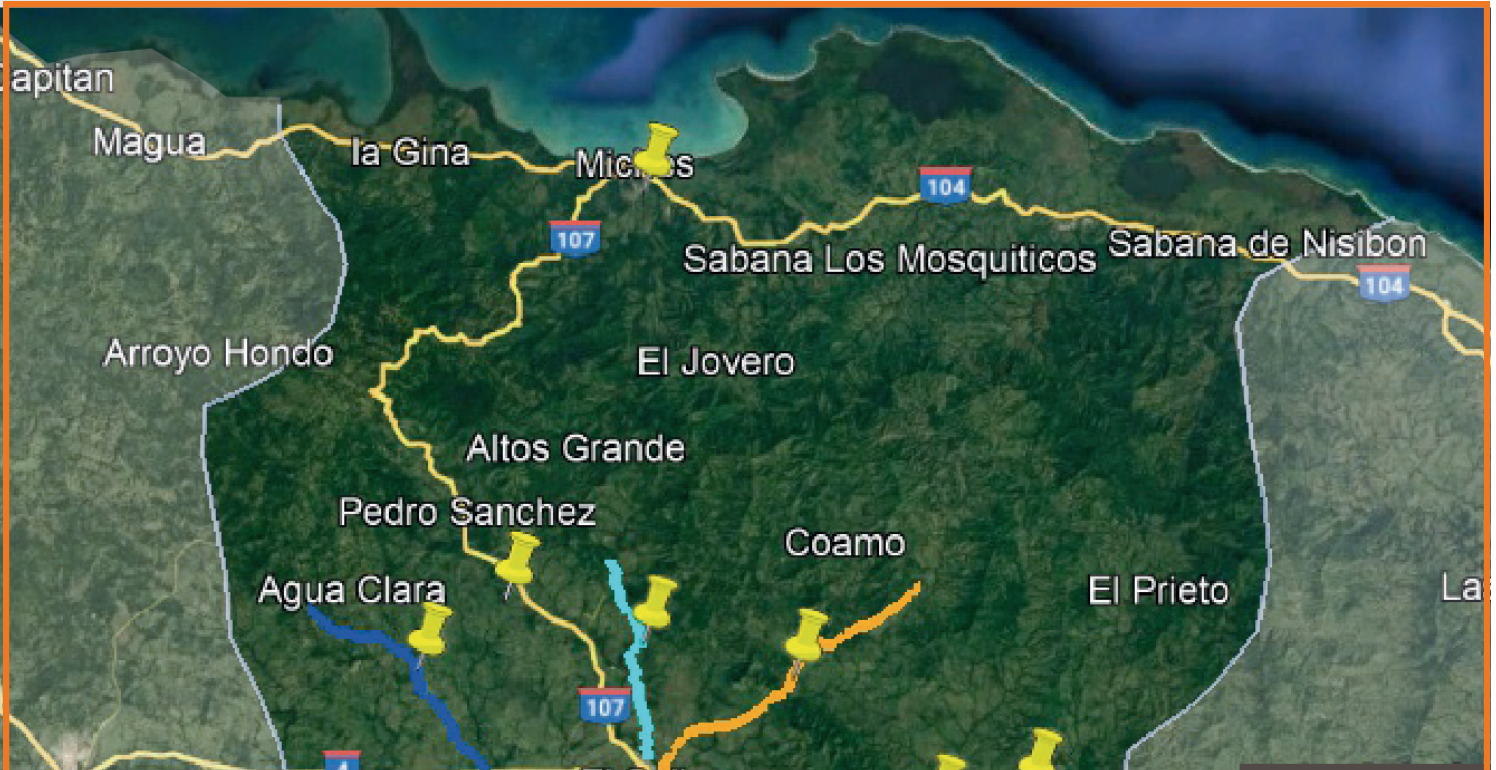 apitan
Magua
la Gina
Miches
104
107
Sabana Los Mosquiticos
Sabana de Nisibon
104
Arroyo Hondo
El Jovero
Altos Grande
Pedro Sanchez
Coamo
Agua Clara
El Prieto
La
107
4